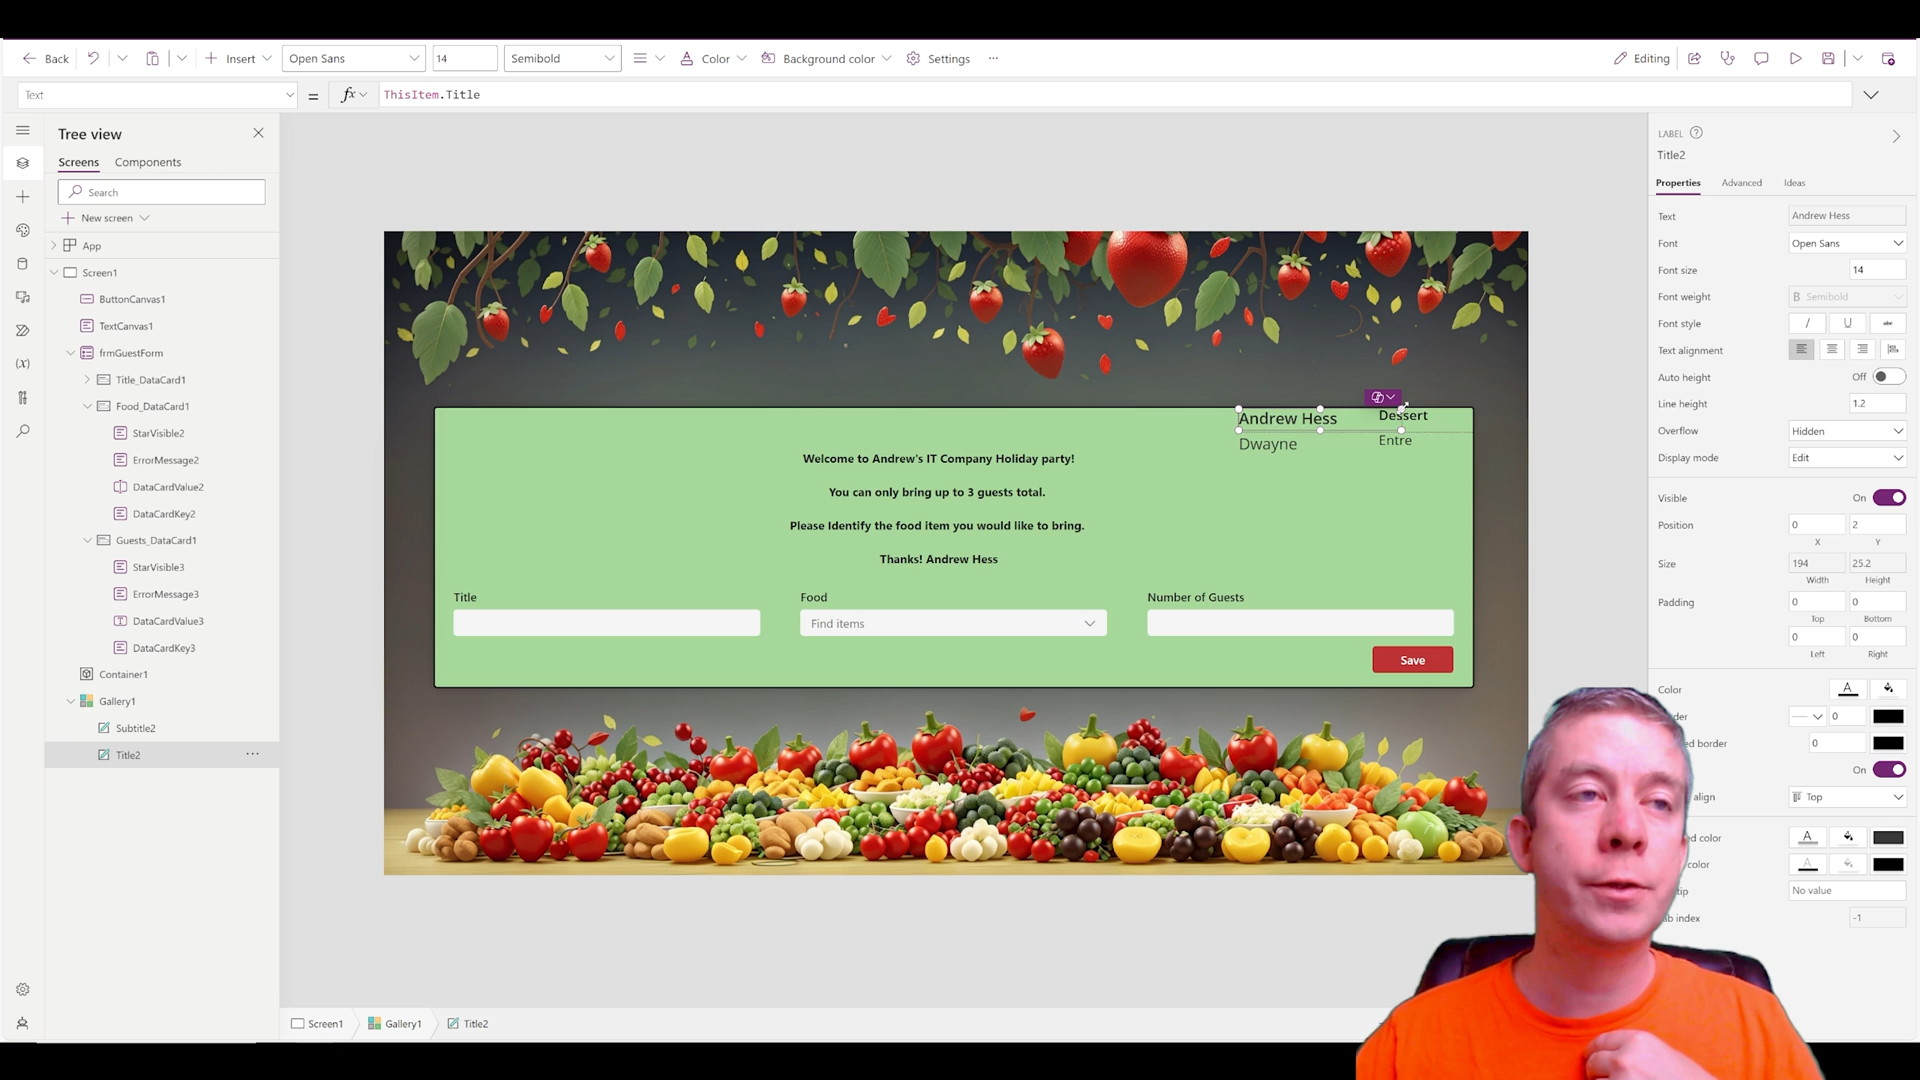 Back
Insert
Open Sans
14
Semibold
Color
Background color
Settings
Editing
Text
=
fx
ThisItem.Title
Tree view
Screens
Components
Search
New screen
App
Screen1
ButtonCanvas1
TextCanvas1
frmGuestForm
Title_DataCard1
Food_DataCard1
StarVisible2
ErrorMessage2
DataCardValue2
DataCardKey2
Guests_DataCard1
StarVisible3
ErrorMessage3
DataCardValue3
DataCardKey3
Container1
Gallery1
Subtitle2
Title2
Andrew Hess
Dessert
Dwayne
Entre
Welcome to Andrew's IT Company Holiday party!
You can only bring up to 3 guests total.
Please Identify the food item you would like to bring.
Thanks! Andrew Hess
Title
Food
Number of Guests
Find items
Save
Screen1
Gallery1
Title2
LABEL
Title2
Properties
Advanced
Ideas
Text
Andrew Hess
Font
Open Sans
Font size
14
Font weight
B Semibold
Font style
Text alignment
Auto height
Off
Line height
1.2
Overflow
Hidden
Display mode
Edit
Visible
On
Position
0
2
X
Y
Size
194
25.2
Width
Height
Padding
0
0
Top
Bottom
0
0
Left
Right
Color
0
border
0
On
align
Top
color
color
No value
index
-1